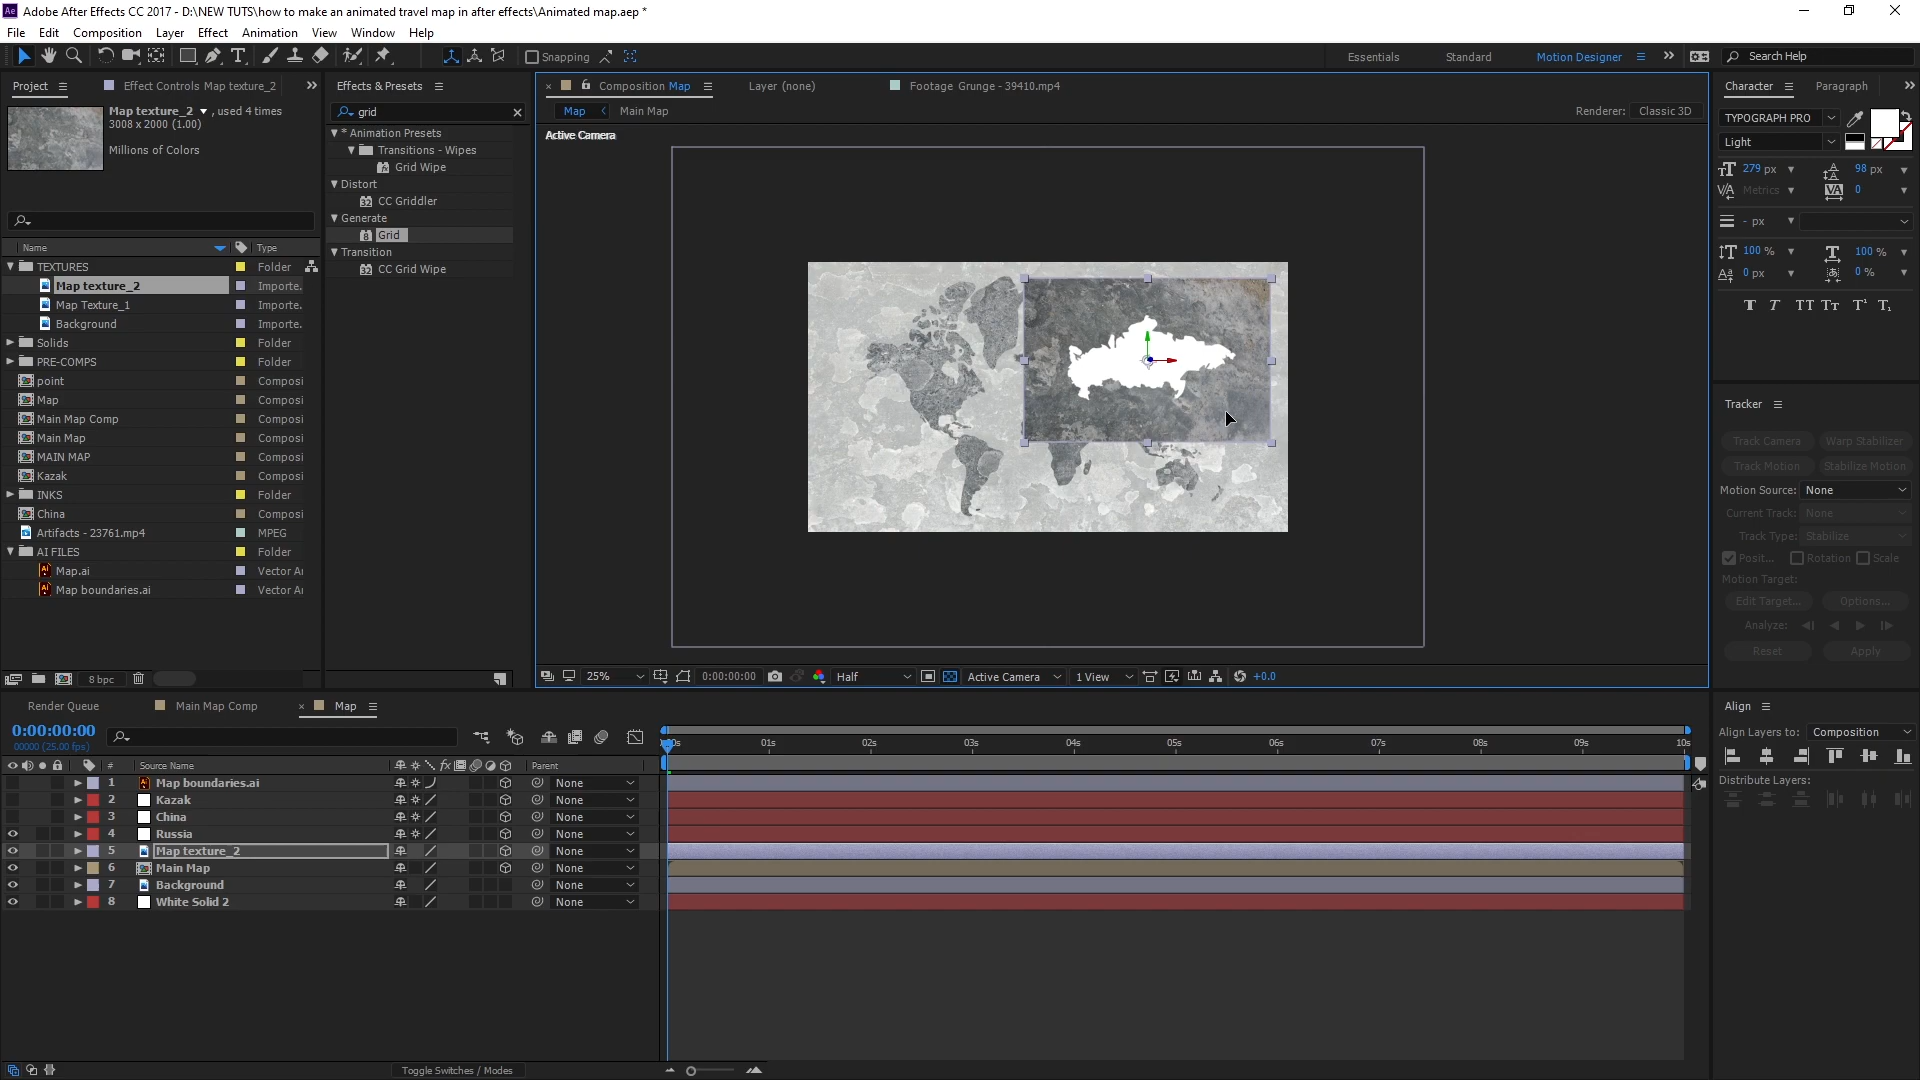 Adobe After Effects CC 2017 - D:\NEW TUTS\how to make an animated travel map in after effects\Animated map.aep *
File Edit Composition Layer Effect Animation View Window Help
Snapping Essentials Standard Motion Designer Search Help
Project Effect Controls Map texture_2
Map texture_2 , used 4 times
3008 x 2000 (1.00)
Millions of Colors
Name Type
TEXTURES Folder
Map texture_2 Importe.
Map Texture_1 Importe.
Background Importe.
Solids Folder
PRE-COMPS Folder
point Composi
Map Composi
Main Map Comp Composi
Main Map Composi
MAIN MAP Composi
Kazak Composi
INKS Folder
China Composi
Artifacts - 23761.mp4 MPEG
AI FILES Folder
Map.ai Vector Ar
Map boundaries.ai Vector Ar
8 bpc
Effects & Presets
grid
* Animation Presets
Transitions - Wipes
Grid Wipe
Distort
CC Griddler
Generate
Grid
Transition
CC Grid Wipe
Composition Map Layer (none) Footage Grunge - 39410.mp4
Map Main Map Renderer: Classic 3D
Active Camera
25% 0:00:00:00 Half Active Camera 1 View +0.0
Character Paragraph
TYPOGRAPH PRO
Light
279 px 98 px
Metrics 0
- px
100 % 100 %
0 px 0 %
T T TT Tt T¹ T₁
Tracker
Track Camera Warp Stabilizer
Track Motion Stabilize Motion
Motion Source: None
Current Track: None
Track Type: Stabilize
Posit... Rotation Scale
Motion Target:
Edit Target... Options...
Analyze:
Reset Apply
Align
Align Layers to: Composition
Distribute Layers:
Render Queue Main Map Comp Map
0:00:00:00
00000 (25.00 fps)
01s 02s 03s 04s 05s 06s 07s 08s 09s 10s
# Source Name Parent
1 Map boundaries.ai None
2 Kazak None
3 China None
4 Russia None
5 Map texture_2 None
6 Main Map None
7 Background None
8 White Solid 2 None
Toggle Switches / Modes